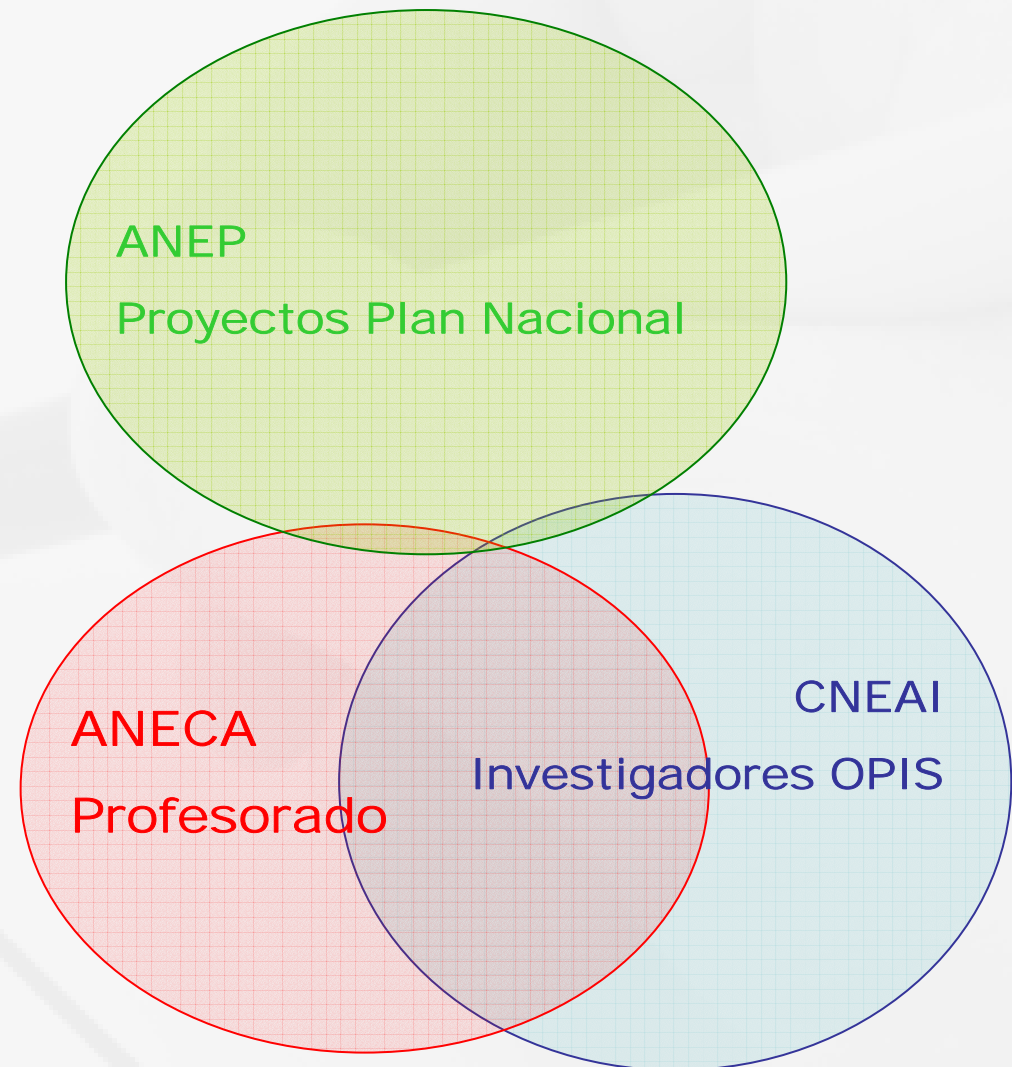 ANEP
Proyectos Plan Nacional
ANECA
Profesorado
CNEAI
Investigadores OPIS